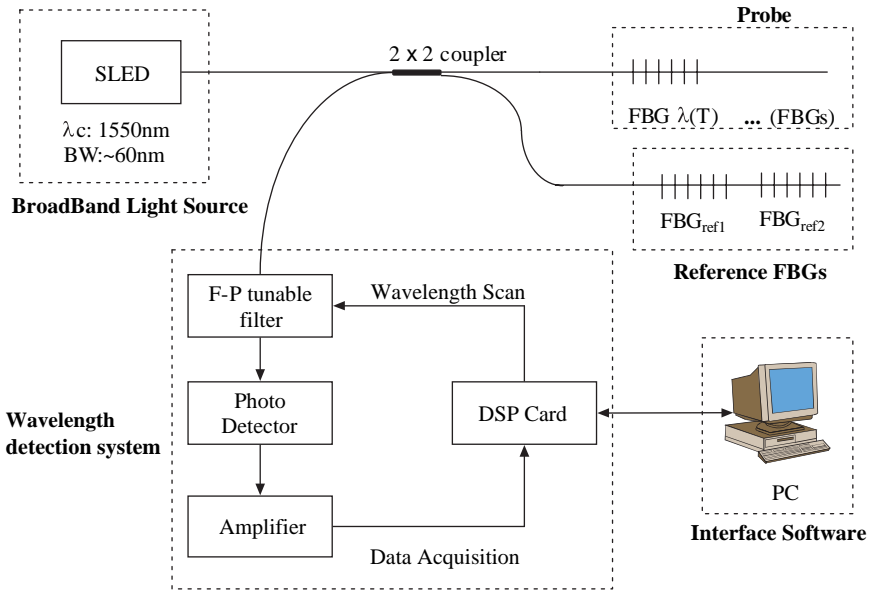 Probe
2 x 2 coupler
SLED
FBG λ(T) ... (FBGs)
λc: 1550nm
BW:~60nm
BroadBand Light Source
FBGref1 FBGref2
Reference FBGs
F-P tunable
filter
Wavelength Scan
Photo
Detector
DSP Card
Wavelength
detection system
PC
Amplifier
Interface Software
Data Acquisition